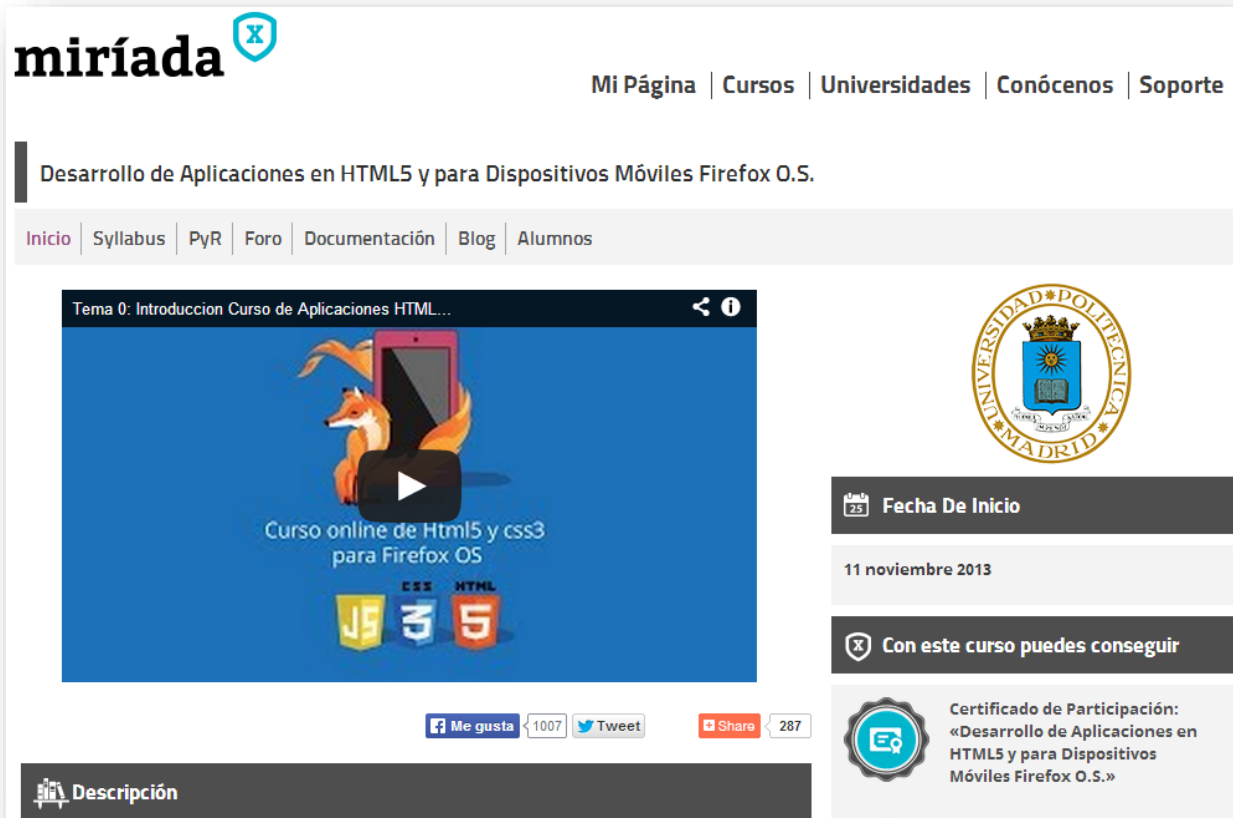 miríada X
Mi Página | Cursos | Universidades | Conócenos | Soporte
Desarrollo de Aplicaciones en HTML5 y para Dispositivos Móviles Firefox O.S.
Inicio | Syllabus | PyR | Foro | Documentación | Blog | Alumnos
Tema 0: Introduccion Curso de Aplicaciones HTML...
Curso online de Html5 y css3
para Firefox OS
CSS HTML
JS 3 5
Me gusta 1007 Tweet Share 287
Descripción
UNIVERSIDAD POLITECNICA
MADRID
25 Fecha De Inicio
11 noviembre 2013
X Con este curso puedes conseguir
Certificado de Participación:
«Desarrollo de Aplicaciones en
HTML5 y para Dispositivos
Móviles Firefox O.S.»